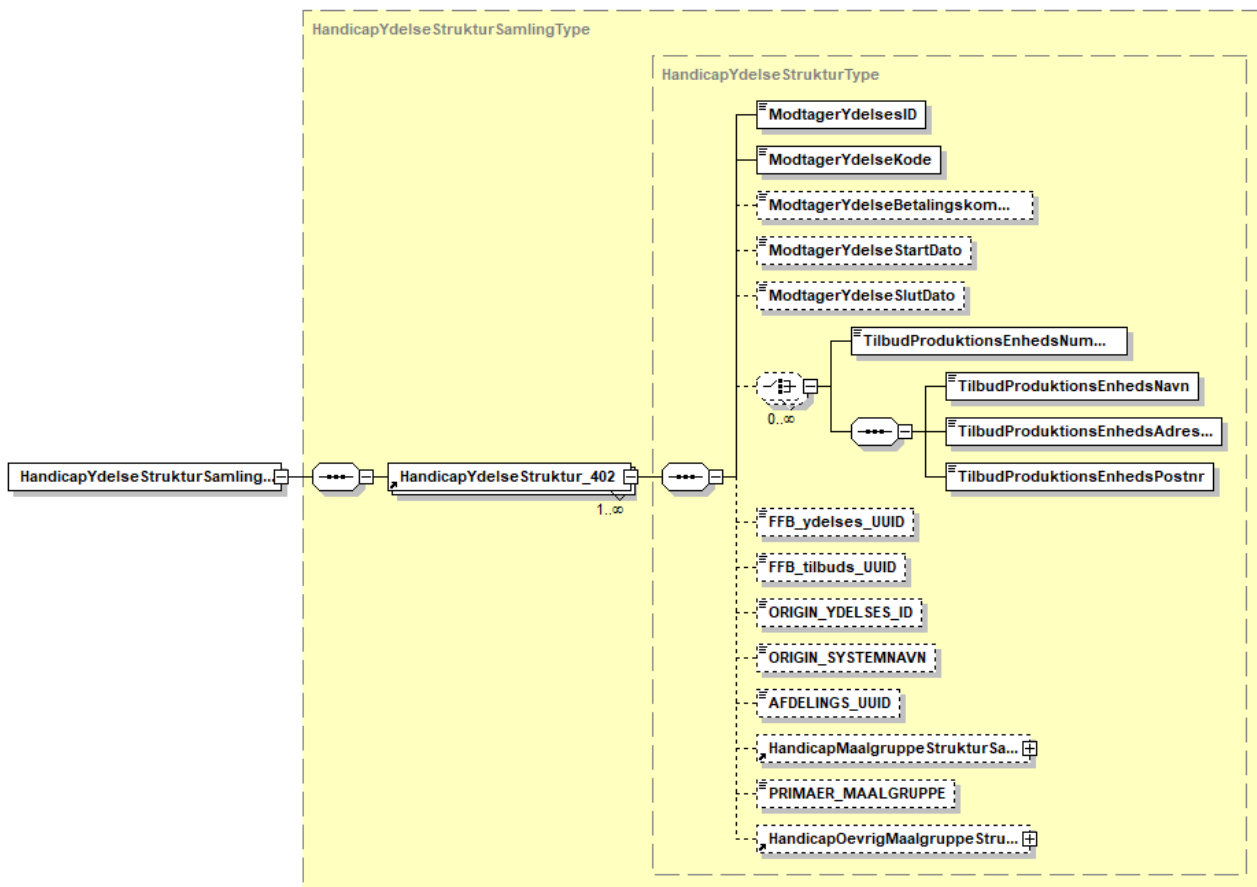 HandicapYdelseStrukturSamlingType
HandicapYdelseStrukturType
ModtagerYdelsesID
ModtagerYdelseKode
ModtagerYdelseBetalingskom...
ModtagerYdelseStartDato
ModtagerYdelseSlutDato
TilbudProduktionsEnhedsNum...
0..∞
TilbudProduktionsEnhedsNavn
TilbudProduktionsEnhedsAdres...
TilbudProduktionsEnhedsPostnr
HandicapYdelseStrukturSamling...
HandicapYdelseStruktur_402
1..∞
FFB_ydelses_UUID
FFB_tilbuds_UUID
ORIGIN_YDELSES_ID
ORIGIN_SYSTEMNAVN
AFDELINGS_UUID
HandicapMaalgruppeStrukturSa...
PRIMAER_MAALGRUPPE
HandicapOevrigMaalgruppeStru...